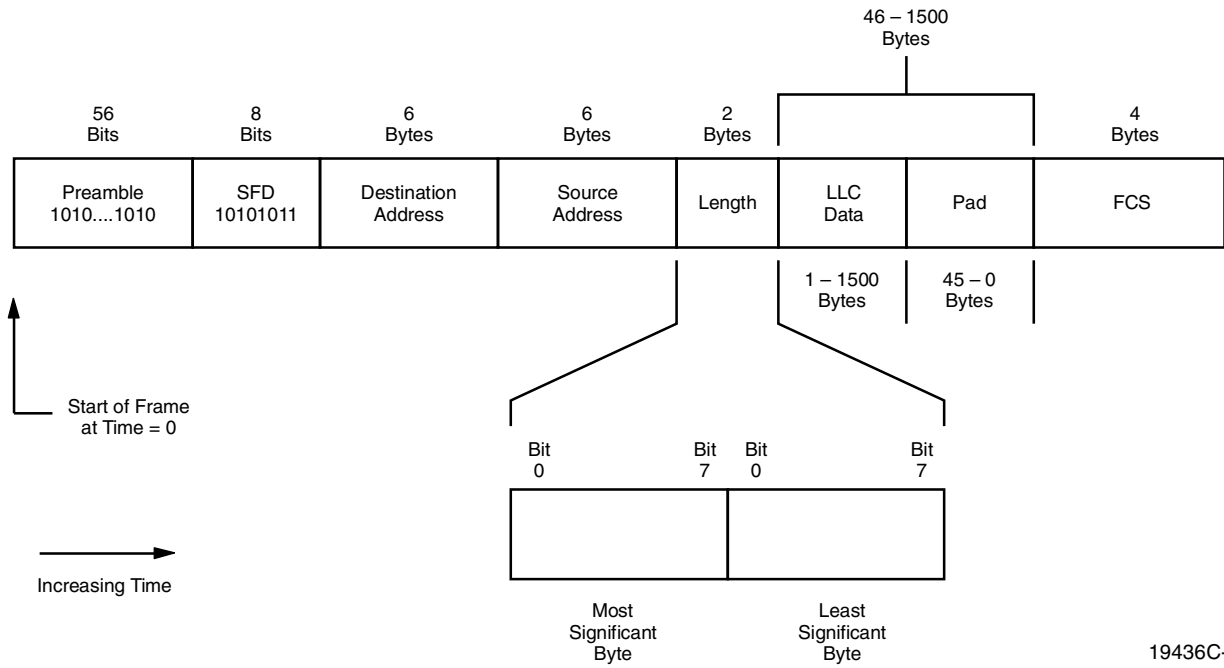 46 – 1500
Bytes
56
Bits
8
Bits
6
Bytes
6
Bytes
2
Bytes
4
Bytes
Preamble
1010....1010
SFD
10101011
Destination
Address
Source
Address
Length
LLC
Data
Pad
FCS
1 – 1500
Bytes
45 – 0
Bytes
Start of Frame
at Time = 0
Bit
0
Bit
7
Bit
0
Bit
7
Increasing Time
Most
Significant
Byte
Least
Significant
Byte
19436C-